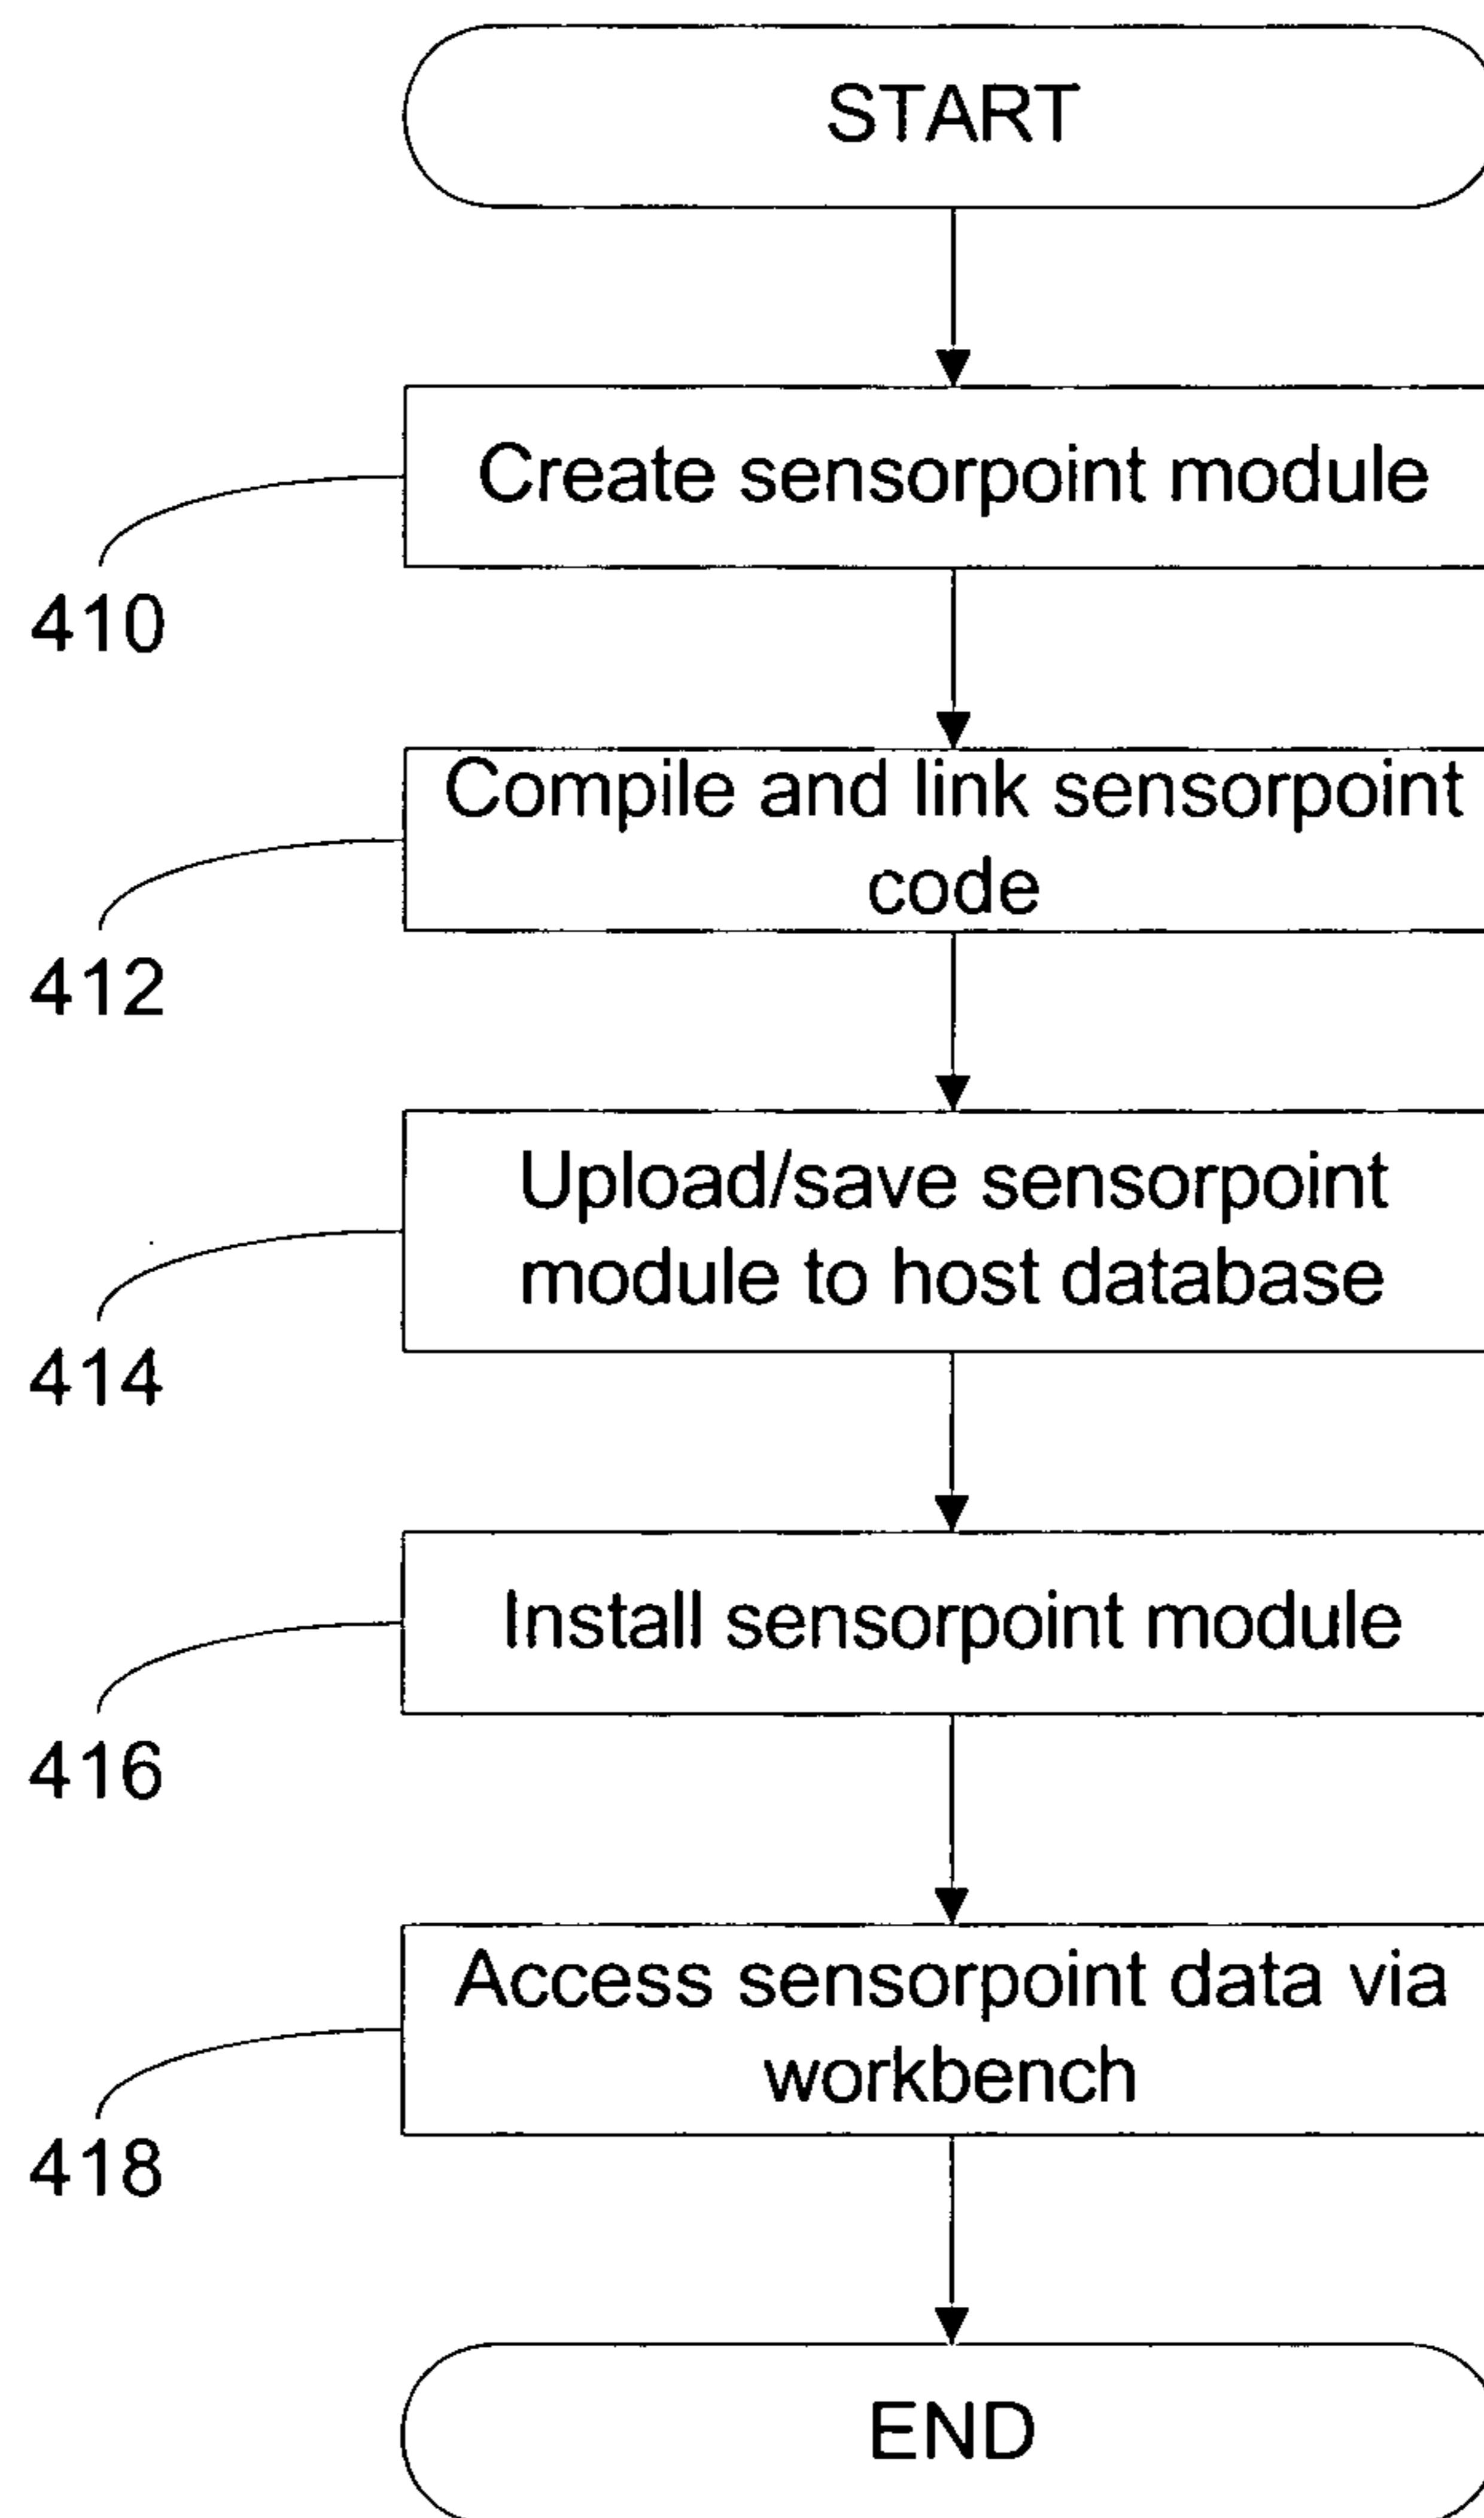 START
Create sensorpoint module
410
Compile and link sensorpoint
code
412
Upload/save sensorpoint
module to host database
414
Install sensorpoint module
416
Access sensorpoint data via
workbench
418
END